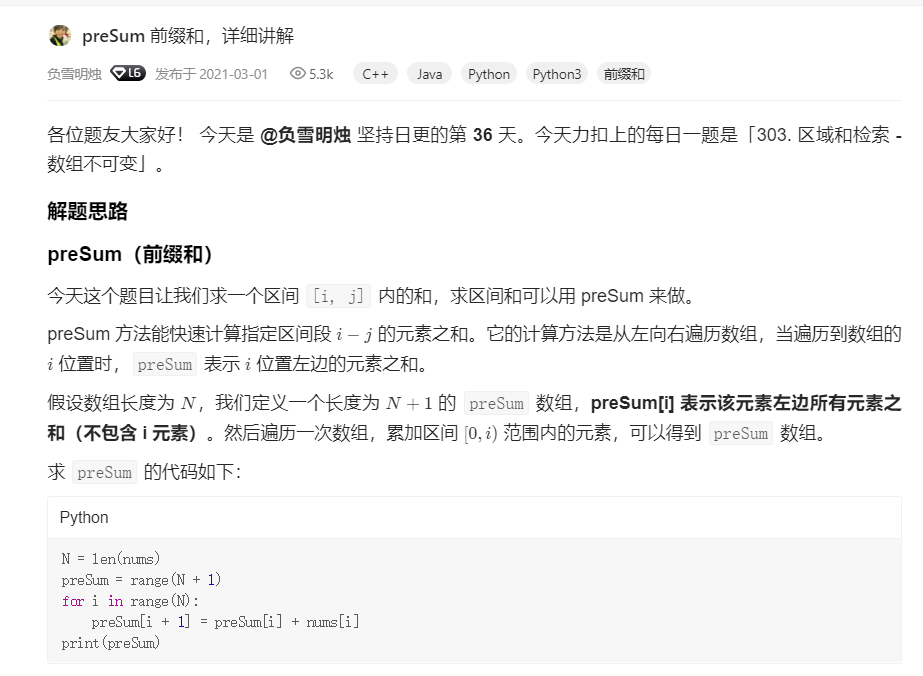 preSum 前缀和，详细讲解
负雪明烛 L6 发布于 2021-03-01 5.3k C++ Java Python Python3 前缀和
各位题友大家好！ 今天是 @负雪明烛 坚持日更的第 36 天。今天力扣上的每日一题是「303. 区域和检索 -
数组不可变」。
解题思路
preSum（前缀和）
今天这个题目让我们求一个区间 [i, j] 内的和，求区间和可以用 preSum 来做。
preSum 方法能快速计算指定区间段 i − j 的元素之和。它的计算方法是从左向右遍历数组，当遍历到数组的
i 位置时， preSum 表示 i 位置左边的元素之和。
假设数组长度为 N，我们定义一个长度为 N + 1 的 preSum 数组，preSum[i] 表示该元素左边所有元素之
和（不包含 i 元素）。然后遍历一次数组，累加区间 [0, i) 范围内的元素，可以得到 preSum 数组。
求 preSum 的代码如下：
Python
N = len(nums)
preSum = range(N + 1)
for i in range(N):
    preSum[i + 1] = preSum[i] + nums[i]
print(preSum)